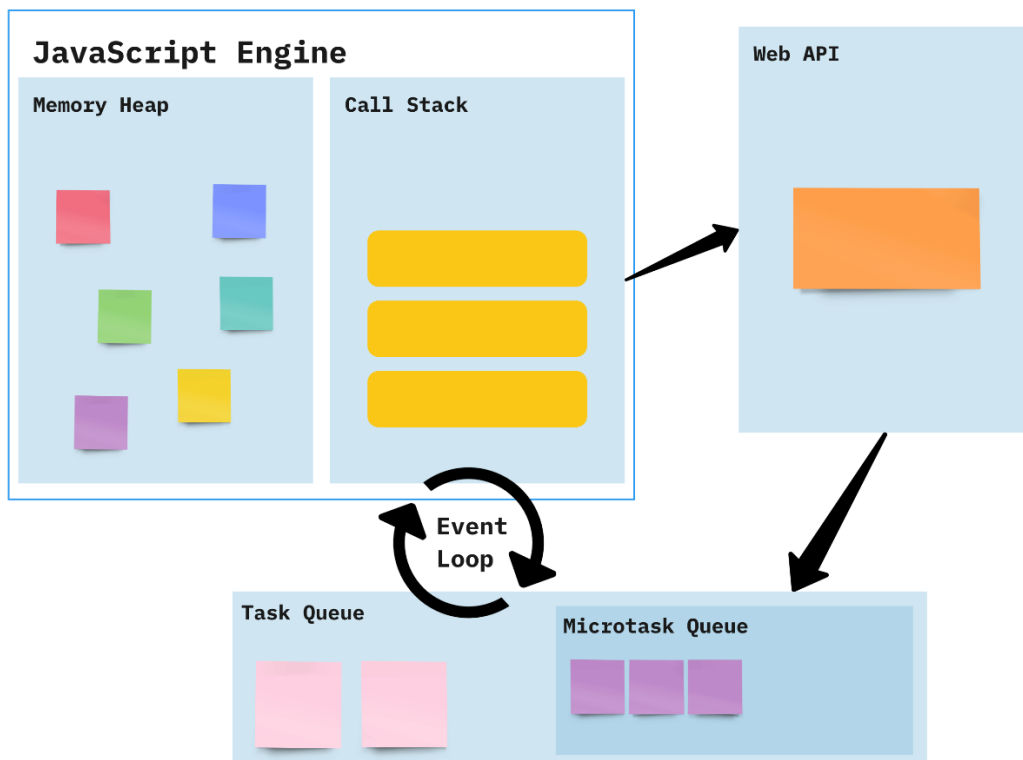 JavaScript Engine
Memory Heap
Call Stack
Web API
Event
Loop
Task Queue
Microtask Queue